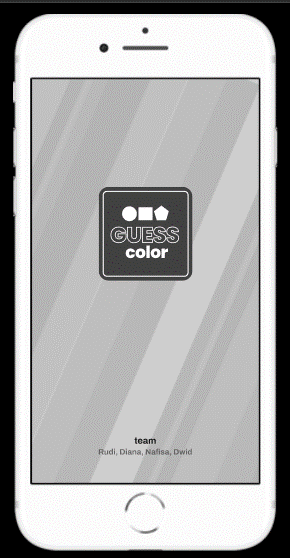 GUESS
color
team
Rudi, Diana, Nafisa, Dwid